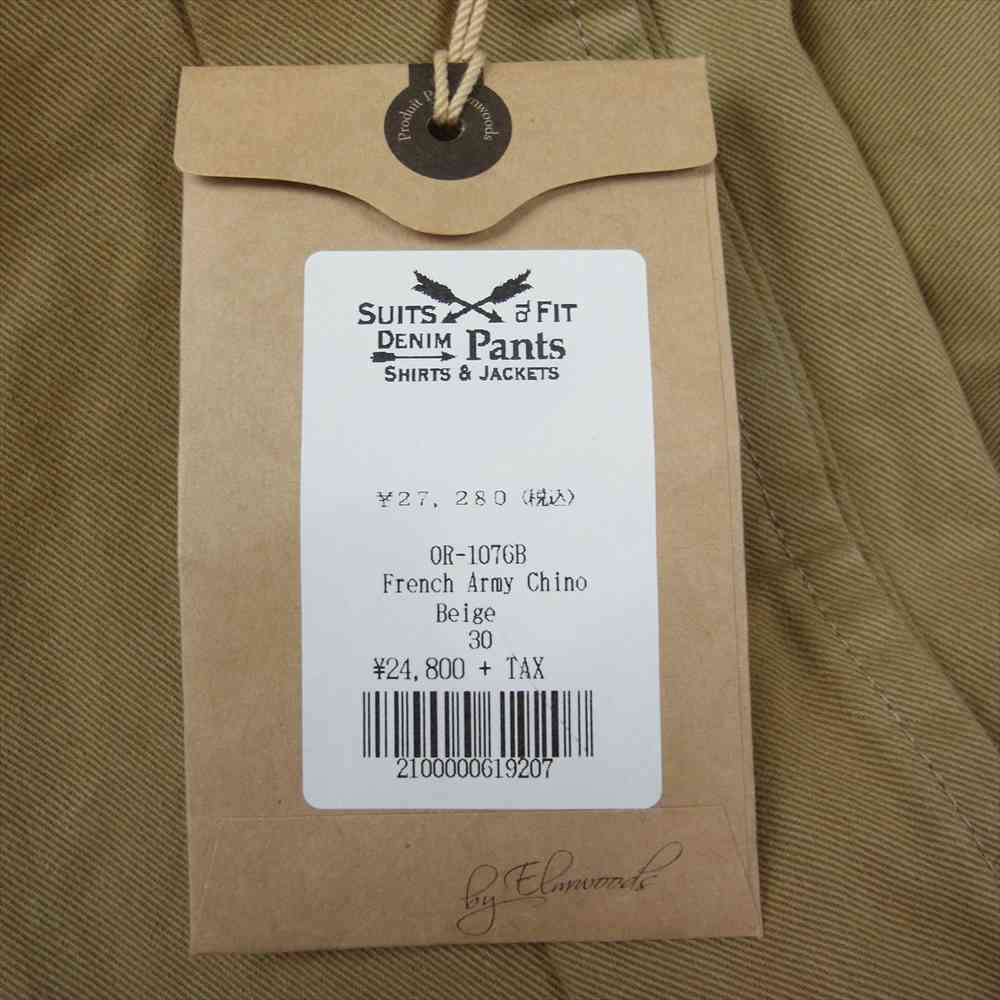 Produit Elmwoods
SUITS or FIT
DENIM Pants
SHIRTS & JACKETS
¥27,280 (税込)
OR-1076B
French Army Chino
Beige
30
¥24,800 + TAX
2100000619207
by Elmwoods